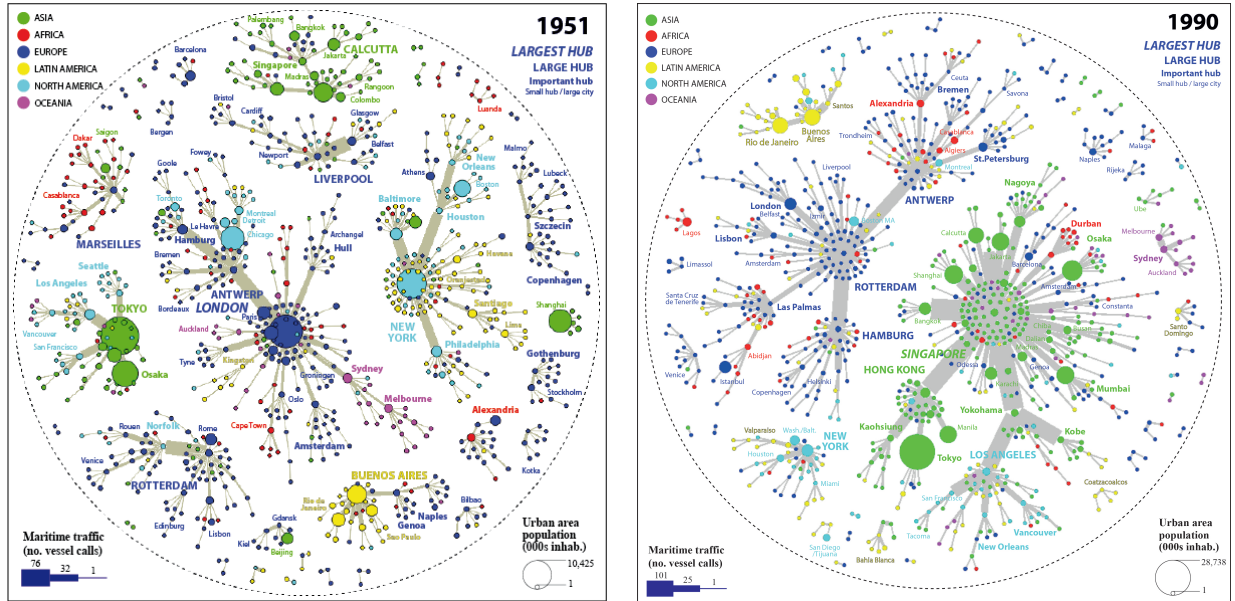 ASIA
AFRICA
EUROPE
LATIN AMERICA
NORTH AMERICA
OCEANIA
1951
LARGEST HUB
LARGE HUB
Important hub
Small hub / large city
Palembang
Bangkok
Jakarta
CALCUTTA
Singapore
Madras
Rangoon
Colombo
Barcelona
Bergen
Bristol
Cardiff
Glasgow
Newport
Belfast
LIVERPOOL
Luanda
Saigon
Dakar
Casablanca
MARSEILLES
Goole
Fowey
Toronto
Montreal
Detroit
Chicago
Le Havre
Hamburg
Bremen
ANTWERP
Bordeaux
LONDON
Paris
Archangel
Hull
Athens
New
Orleans
Boston
Baltimore
Houston
Malmo
Lubeck
Szczecin
Copenhagen
Havana
Oranjestad
Santiago
Lima
NEW
YORK
Philadelphia
Shanghai
Gothenburg
Stockholm
Seattle
Los Angeles
TOKYO
Vancouver
San Francisco
Osaka
Auckland
Tyne
Kingston
Groningen
Sydney
Melbourne
Oslo
Cape Town
Amsterdam
Alexandria
Kotka
Rouen
Norfolk
Rome
Venice
ROTTERDAM
Edinburg
Lisbon
BUENOS AIRES
Rio de
Janeiro
Sao Paulo
Genoa
Naples
Bilbao
Gdansk
Kiel
Beijing
Maritime traffic
(no. vessel calls)
76
32
1
Urban area
population
(000s inhab.)
10,425
1
ASIA
AFRICA
EUROPE
LATIN AMERICA
NORTH AMERICA
OCEANIA
1990
LARGEST HUB
LARGE HUB
Important hub
Small hub / large city
Santos
Buenos
Aires
Rio de Janeiro
Ceuta
Bremen
Savona
Alexandria
Casablanca
Trondheim
Algiers
Montreal
St.Petersburg
ANTWERP
Naples
Malaga
Rijeka
Ube
Liverpool
London
Belfast
Izmir
Lisbon
Amsterdam
ROTTERDAM
Lagos
Limassol
Santa Cruz
de Tenerife
Las Palmas
Abidjan
Istanbul
Venice
HAMBURG
Copenhagen
Helsinki
Nagoya
Calcutta
Jakarta
Durban
Osaka
Barcelona
Shanghai
Amsterdam
Constanta
Bangkok
Chiba
Busan
Dalian
SINGAPORE
HONG KONG
Odessa
Genoa
Karachi
Mumbai
Melbourne
Sydney
Auckland
Santo
Domingo
Yokohama
Kobe
Kaohsiung
Manila
Tokyo
LOS ANGELES
Valparaiso
Wash./Balt.
NEW
YORK
Houston
Miami
San Francisco
Tacoma
Vancouver
New Orleans
Coatzacoalcos
San Diego
/Tijuana
Bahla Blanca
Maritime traffic
(no. vessel calls)
101
25
1
Urban area
population
(000s inhab.)
28,738
1